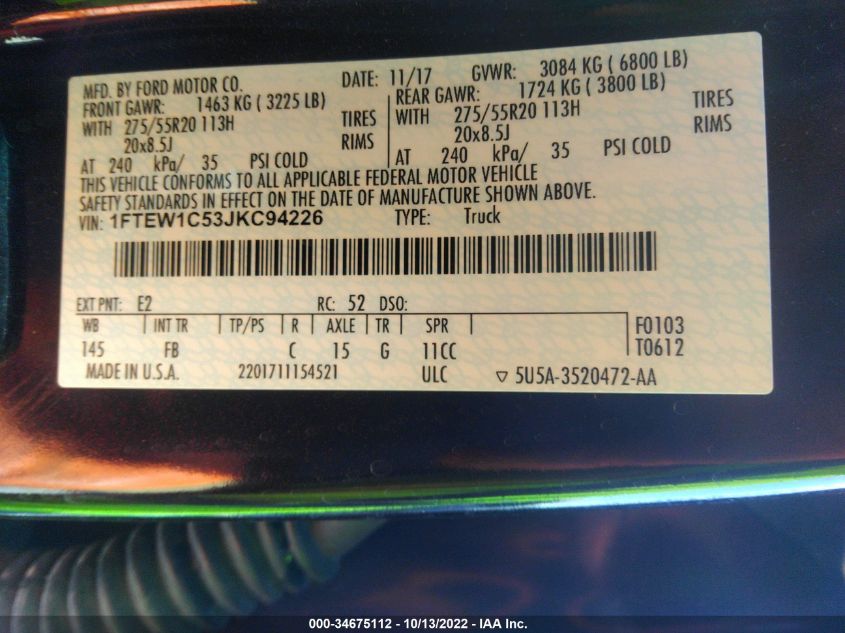 MFD. BY FORD MOTOR CO. DATE: 11/17 GVWR: 3084 KG ( 6800 LB)
FRONT GAWR: 1463 KG ( 3225 LB) REAR GAWR: 1724 KG ( 3800 LB)
WITH 275/55R20 113H TIRES WITH 275/55R20 113H TIRES
20x8.5J RIMS 20x8.5J RIMS
AT 240 kPa/ 35 PSI COLD AT 240 kPa/ 35 PSI COLD
THIS VEHICLE CONFORMS TO ALL APPLICABLE FEDERAL MOTOR VEHICLE
SAFETY STANDARDS IN EFFECT ON THE DATE OF MANUFACTURE SHOWN ABOVE.
VIN: 1FTEW1C53JKC94226 TYPE: Truck
EXT PNT: E2 RC: 52 DSO:
WB INT TR TP/PS R AXLE TR SPR F0103
145 FB C 15 G 11CC T0612
MADE IN U.S.A. 2201711154521 ULC ▽ 5U5A-3520472-AA
000-34675112 - 10/13/2022 - IAA Inc.